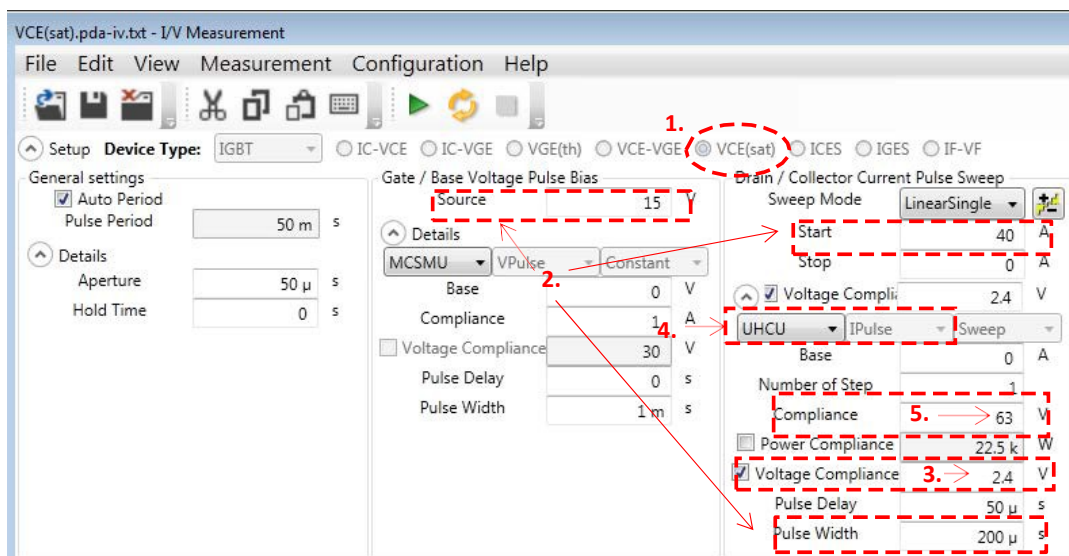 VCE(sat).pda-iv.txt - I/V Measurement
File Edit View Measurement Configuration Help
1.
Setup Device Type: IGBT IC-VCE IC-VGE VGE(th) VCE-VGE VCE(sat) ICES IGES IF-VF
General settings
Auto Period
Pulse Period 50 m s
Details
Aperture 50 µ s
Hold Time 0 s
Gate / Base Voltage Pulse Bias
Source 15 V
Details
MCSMU VPulse Constant
2.
Base 0 V
Compliance 1 A
Voltage Compliance 30 V
Pulse Delay 0 s
Pulse Width 1 m s
Drain / Collector Current Pulse Sweep
Sweep Mode LinearSingle
Start 40 A
Stop 0 A
Voltage Complia 2.4 V
4. UHCU IPulse Sweep
Base 0 A
Number of Step 1
Compliance 5. 63 V
Power Compliance 22.5 k W
Voltage Compliance 3. 2.4 V
Pulse Delay 50 µ s
Pulse Width 200 µ s